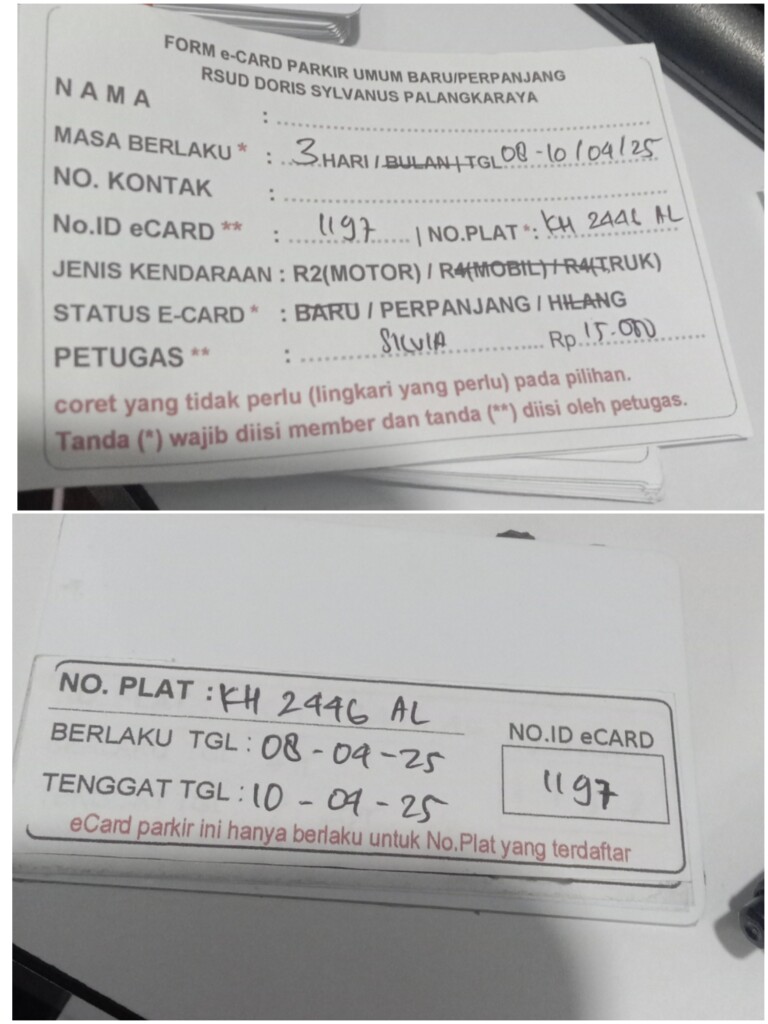 FORM e-CARD PARKIR UMUM BARU/PERPANJANG
RSUD DORIS SYLVANUS PALANGKARAYA
NAMA :
MASA BERLAKU * : 3 HARI / BULAN / TGL 08-10/04/25
NO. KONTAK :
No.ID eCARD ** : 1197 | NO.PLAT *: KH 2446 AL
JENIS KENDARAAN : R2(MOTOR) / R4(MOBIL) / R4(TRUK)
STATUS E-CARD * : BARU / PERPANJANG / HILANG
PETUGAS ** : SILVIA Rp. 15.000
coret yang tidak perlu (lingkari yang perlu) pada pilihan.
Tanda (*) wajib diisi member dan tanda (**) diisi oleh petugas.
NO. PLAT : KH 2446 AL
BERLAKU TGL : 08-04-25
NO.ID eCARD
1197
TENGGAT TGL : 10-04-25
eCard parkir ini hanya berlaku untuk No.Plat yang terdaftar